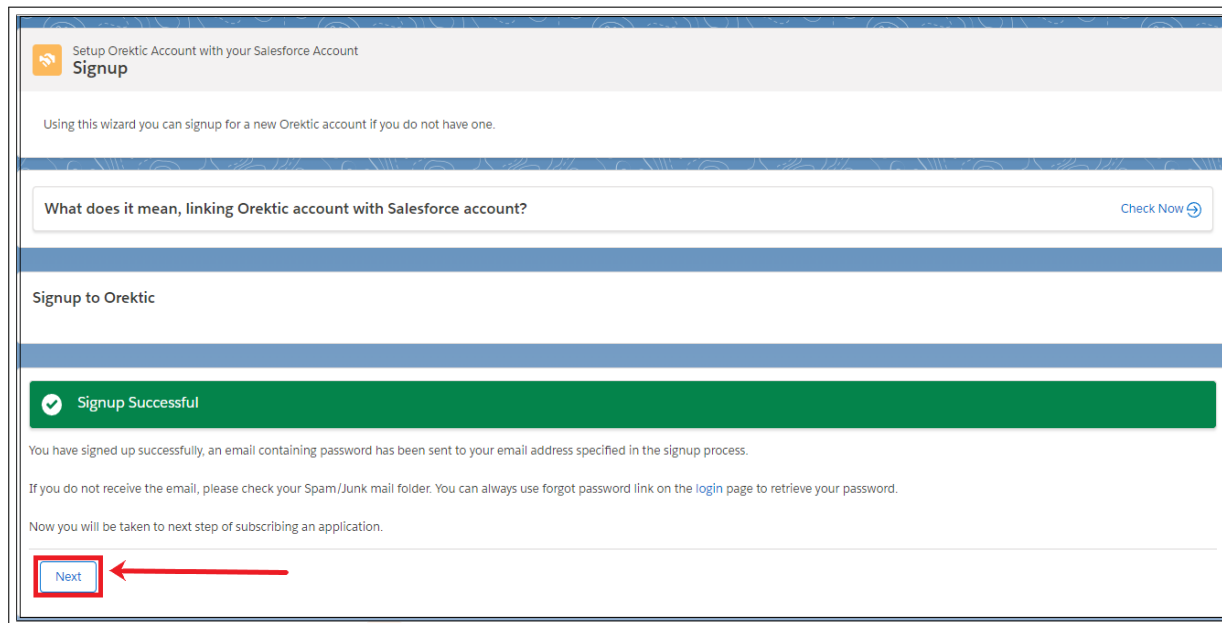 Setup Orektic Account with your Salesforce Account
Signup
Using this wizard you can signup for a new Orektic account if you do not have one.
What does it mean, linking Orektic account with Salesforce account?
Check Now
Signup to Orektic
Signup Successful
You have signed up successfully, an email containing password has been sent to your email address specified in the signup process.
If you do not receive the email, please check your Spam/Junk mail folder. You can always use forgot password link on the login page to retrieve your password.
Now you will be taken to next step of subscribing an application.
Next